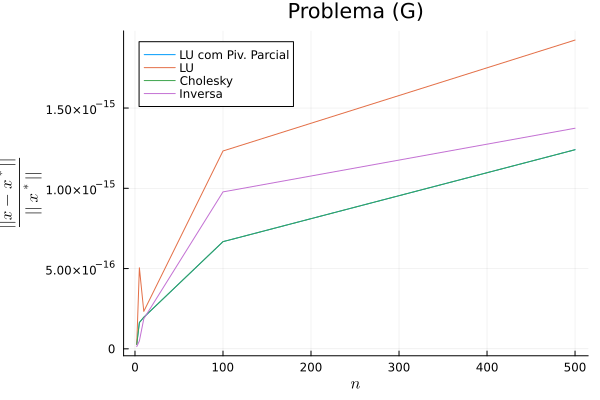 Problema (G)
LU com Piv. Parcial
LU
Cholesky
Inversa
||x − x*||
||x*||
1.50×10⁻¹⁵
1.00×10⁻¹⁵
5.00×10⁻¹⁶
0
0 100 200 300 400 500
n